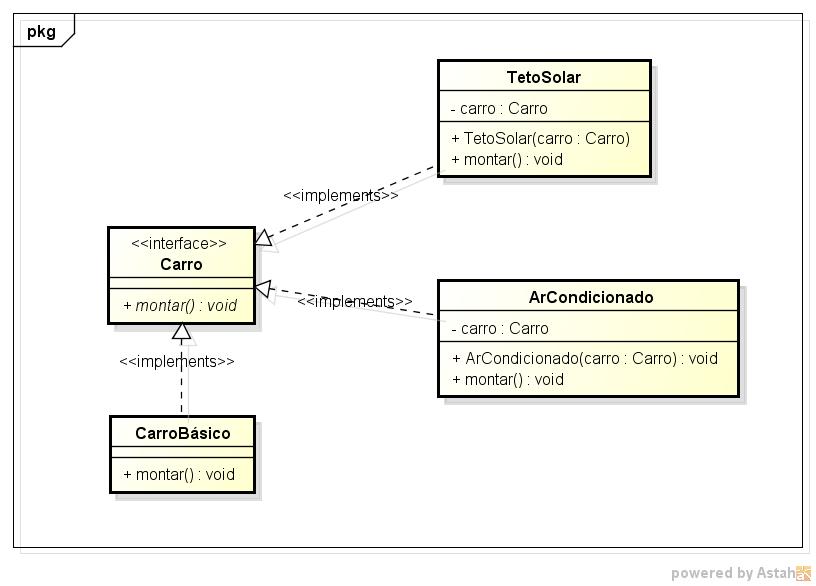 pkg
TetoSolar
- carro : Carro
+ TetoSolar(carro : Carro)
+ montar() : void
<<implements>>
<<interface>>
Carro
+ montar() : void
<<implements>>
ArCondicionado
- carro : Carro
+ ArCondicionado(carro : Carro) : void
+ montar() : void
<<implements>>
CarroBásico
+ montar() : void
powered by Astah